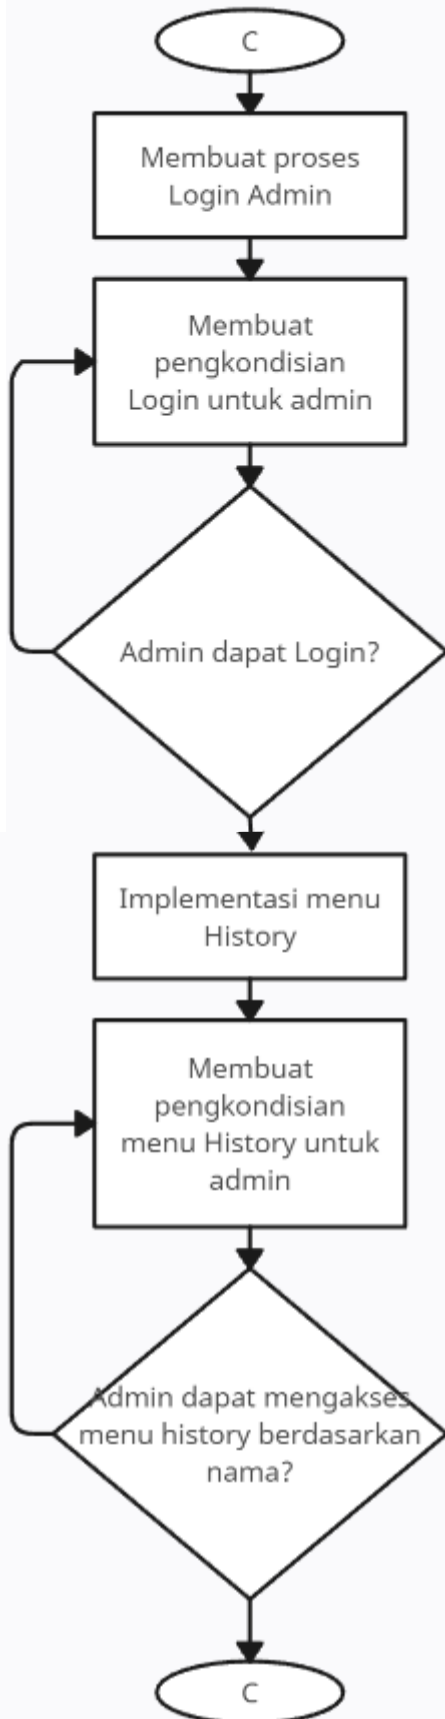 C
Membuat proses
Login Admin
Membuat
pengkondisian
Login untuk admin
Admin dapat Login?
Implementasi menu
History
Membuat
pengkondisian
menu History untuk
admin
Admin dapat mengakses
menu history berdasarkan
nama?
C